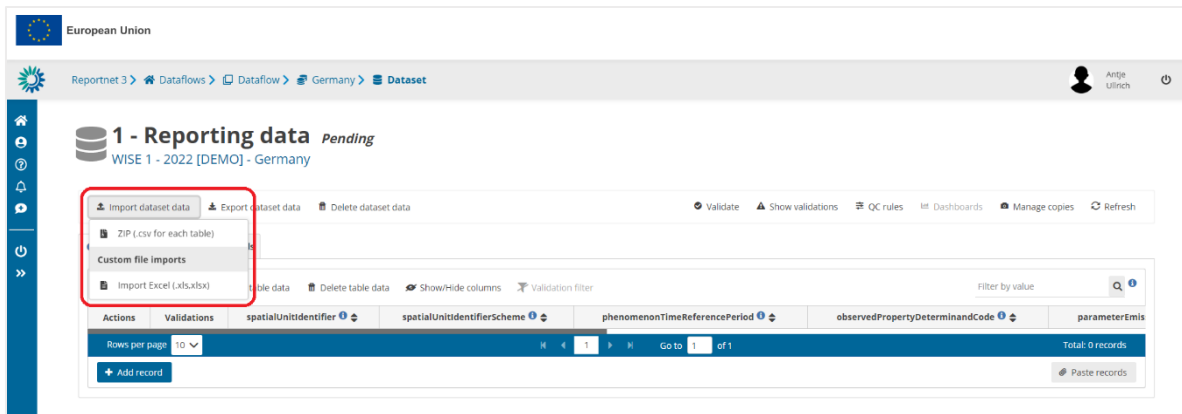 European Union
Reportnet 3 Dataflows Dataflow Germany Dataset
Antje
Ullrich
1 - Reporting data Pending
WISE 1 - 2022 [DEMO] - Germany
Import dataset data Export dataset data Delete dataset data Validate Show validations QC rules Dashboards Manage copies Refresh
ZIP (.csv for each table)
Custom file imports
Import Excel (.xls,xlsx)
table data Delete table data Show/Hide columns Validation filter Filter by value
Actions Validations spatialUnitIdentifier spatialUnitIdentifierScheme phenomenonTimeReferencePeriod observedPropertyDeterminandCode parameterEmis
Rows per page 10 1 Go to 1 of 1 Total: 0 records
Add record Paste records